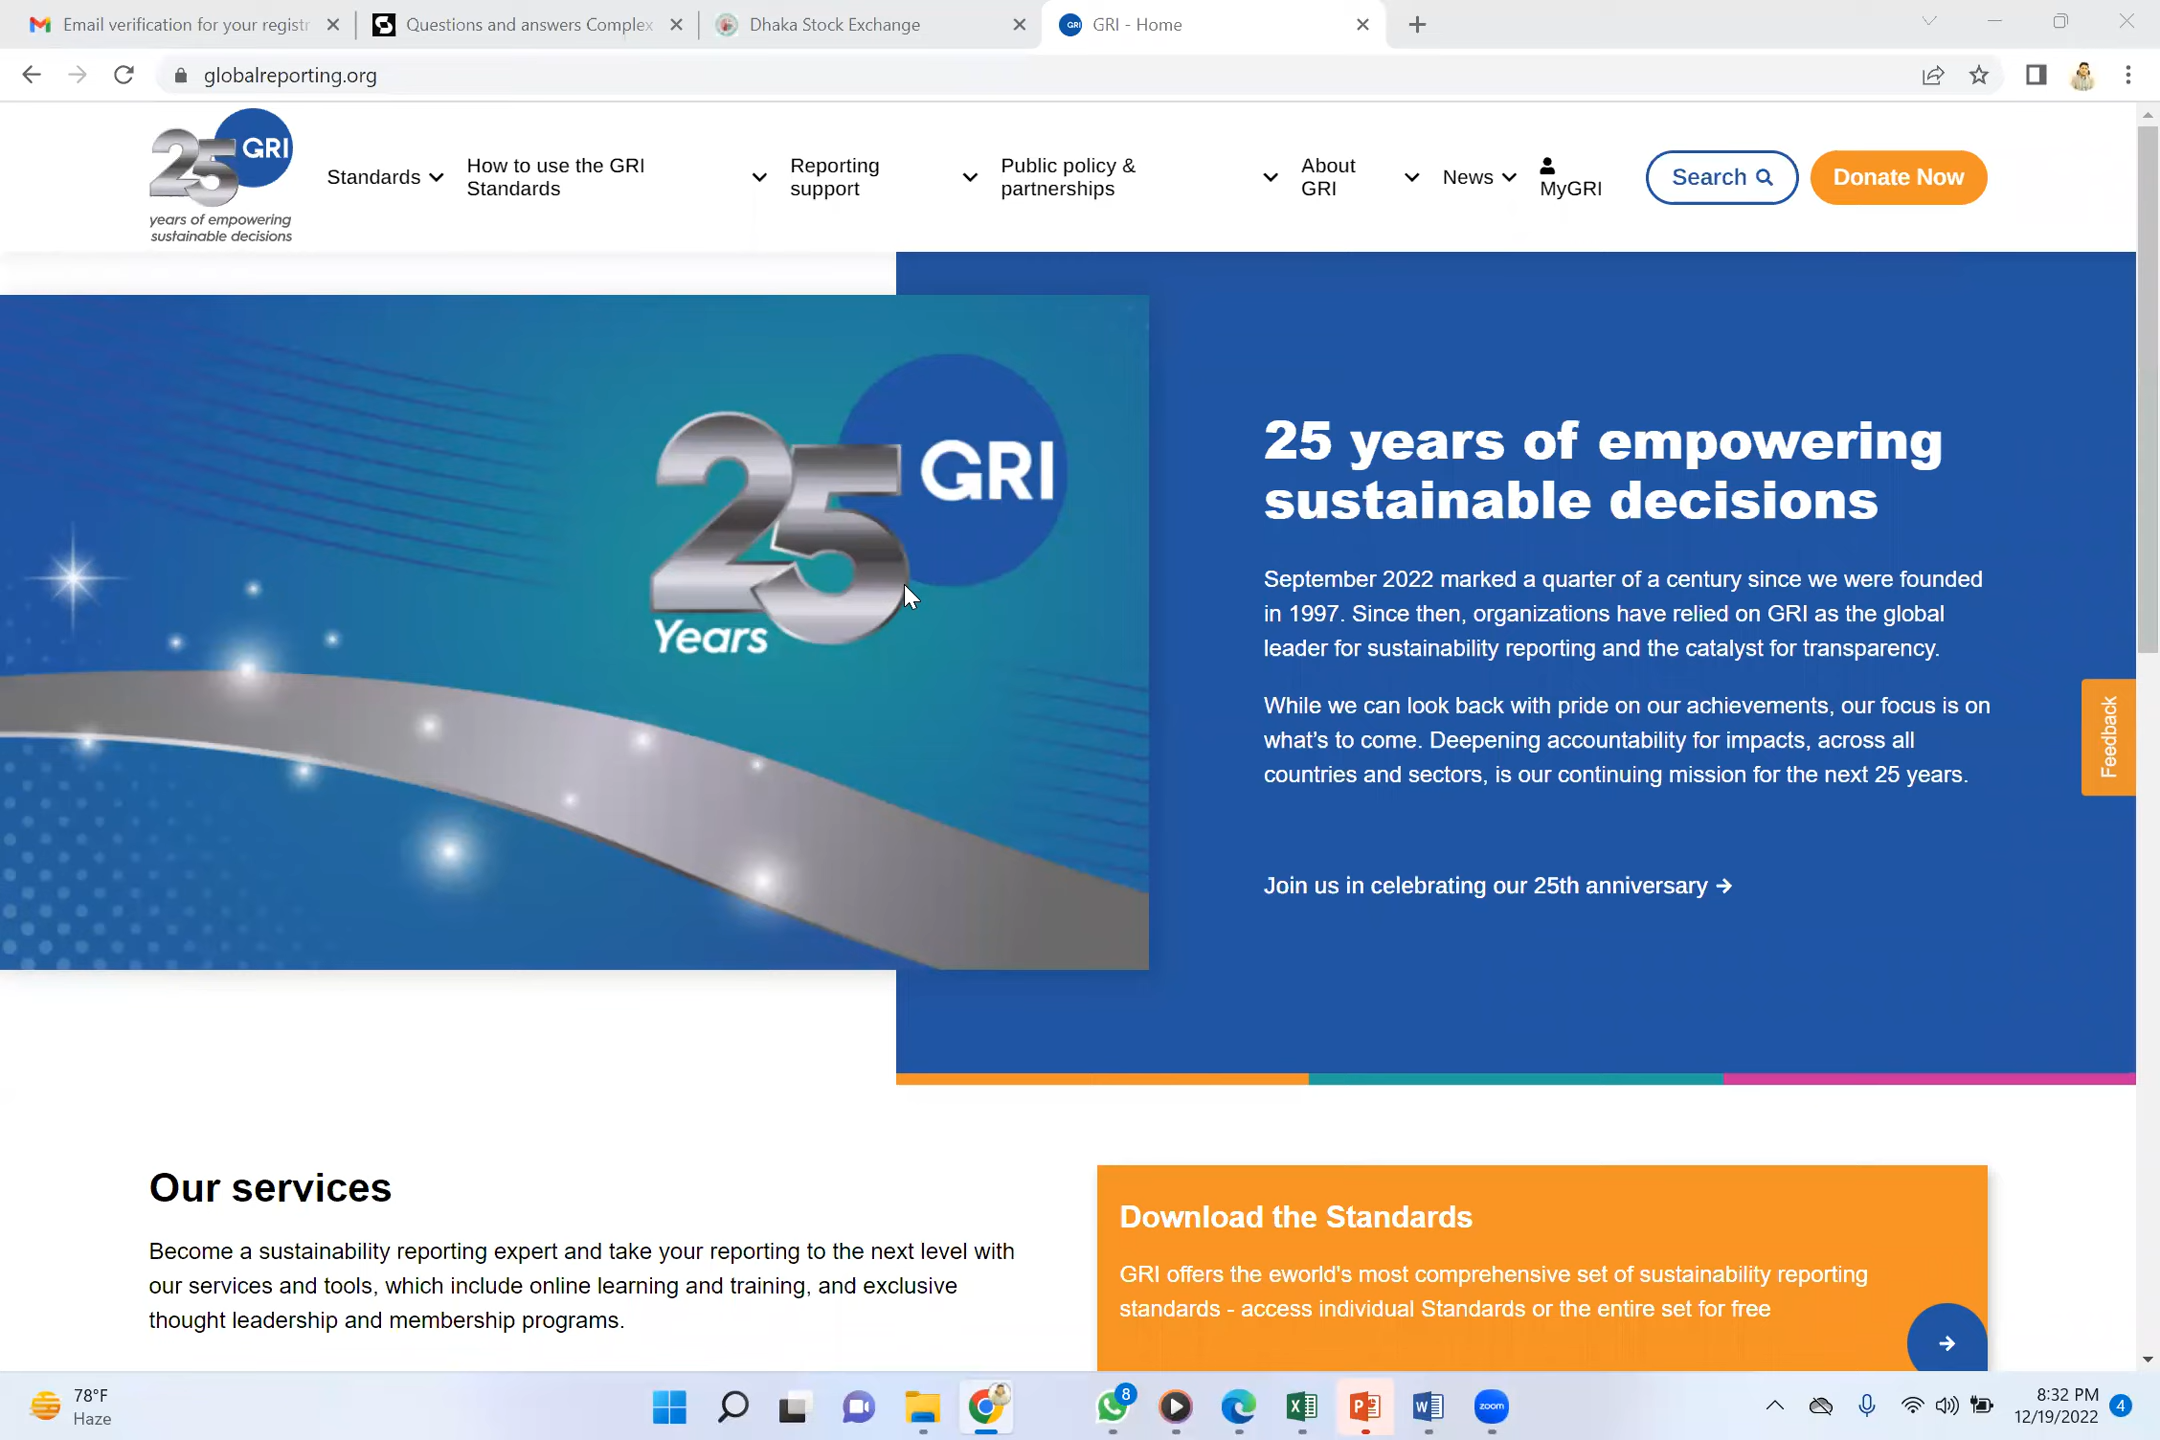 Email verification for your registr
Questions and answers Complex
Dhaka Stock Exchange
GRI - Home
globalreporting.org
25 GRI
years of empowering
sustainable decisions
Standards
How to use the GRI
Standards
Reporting
support
Public policy &
partnerships
About
GRI
News
MyGRI
Search
Donate Now
25 GRI
Years
25 years of empowering
sustainable decisions
September 2022 marked a quarter of a century since we were founded
in 1997. Since then, organizations have relied on GRI as the global
leader for sustainability reporting and the catalyst for transparency.
While we can look back with pride on our achievements, our focus is on
what's to come. Deepening accountability for impacts, across all
countries and sectors, is our continuing mission for the next 25 years.
Join us in celebrating our 25th anniversary
Feedback
Our services
Become a sustainability reporting expert and take your reporting to the next level with
our services and tools, which include online learning and training, and exclusive
thought leadership and membership programs.
Download the Standards
GRI offers the eworld's most comprehensive set of sustainability reporting
standards - access individual Standards or the entire set for free
78°F
Haze
8
zoom
8:32 PM
12/19/2022
4